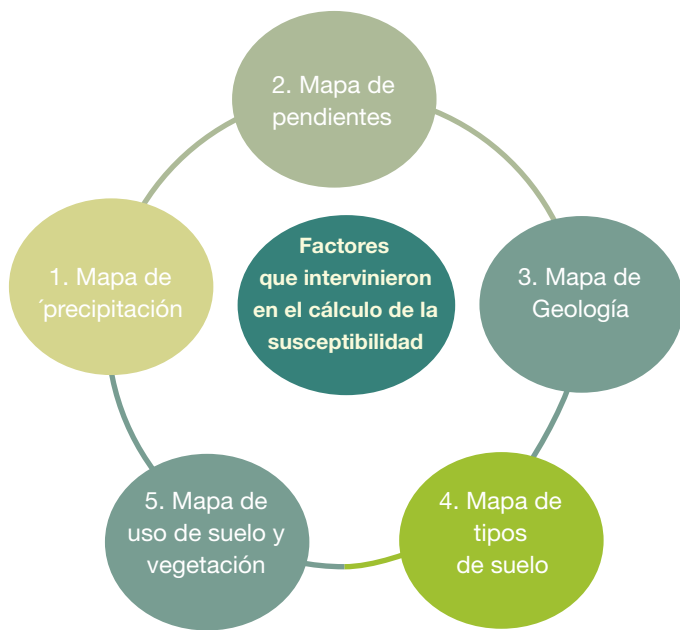 2. Mapa de
pendientes
1. Mapa de
´precipitación
Factores
que intervinieron
en el cálculo de la
susceptibilidad
3. Mapa de
Geología
5. Mapa de
uso de suelo y
vegetación
4. Mapa de
tipos
de suelo